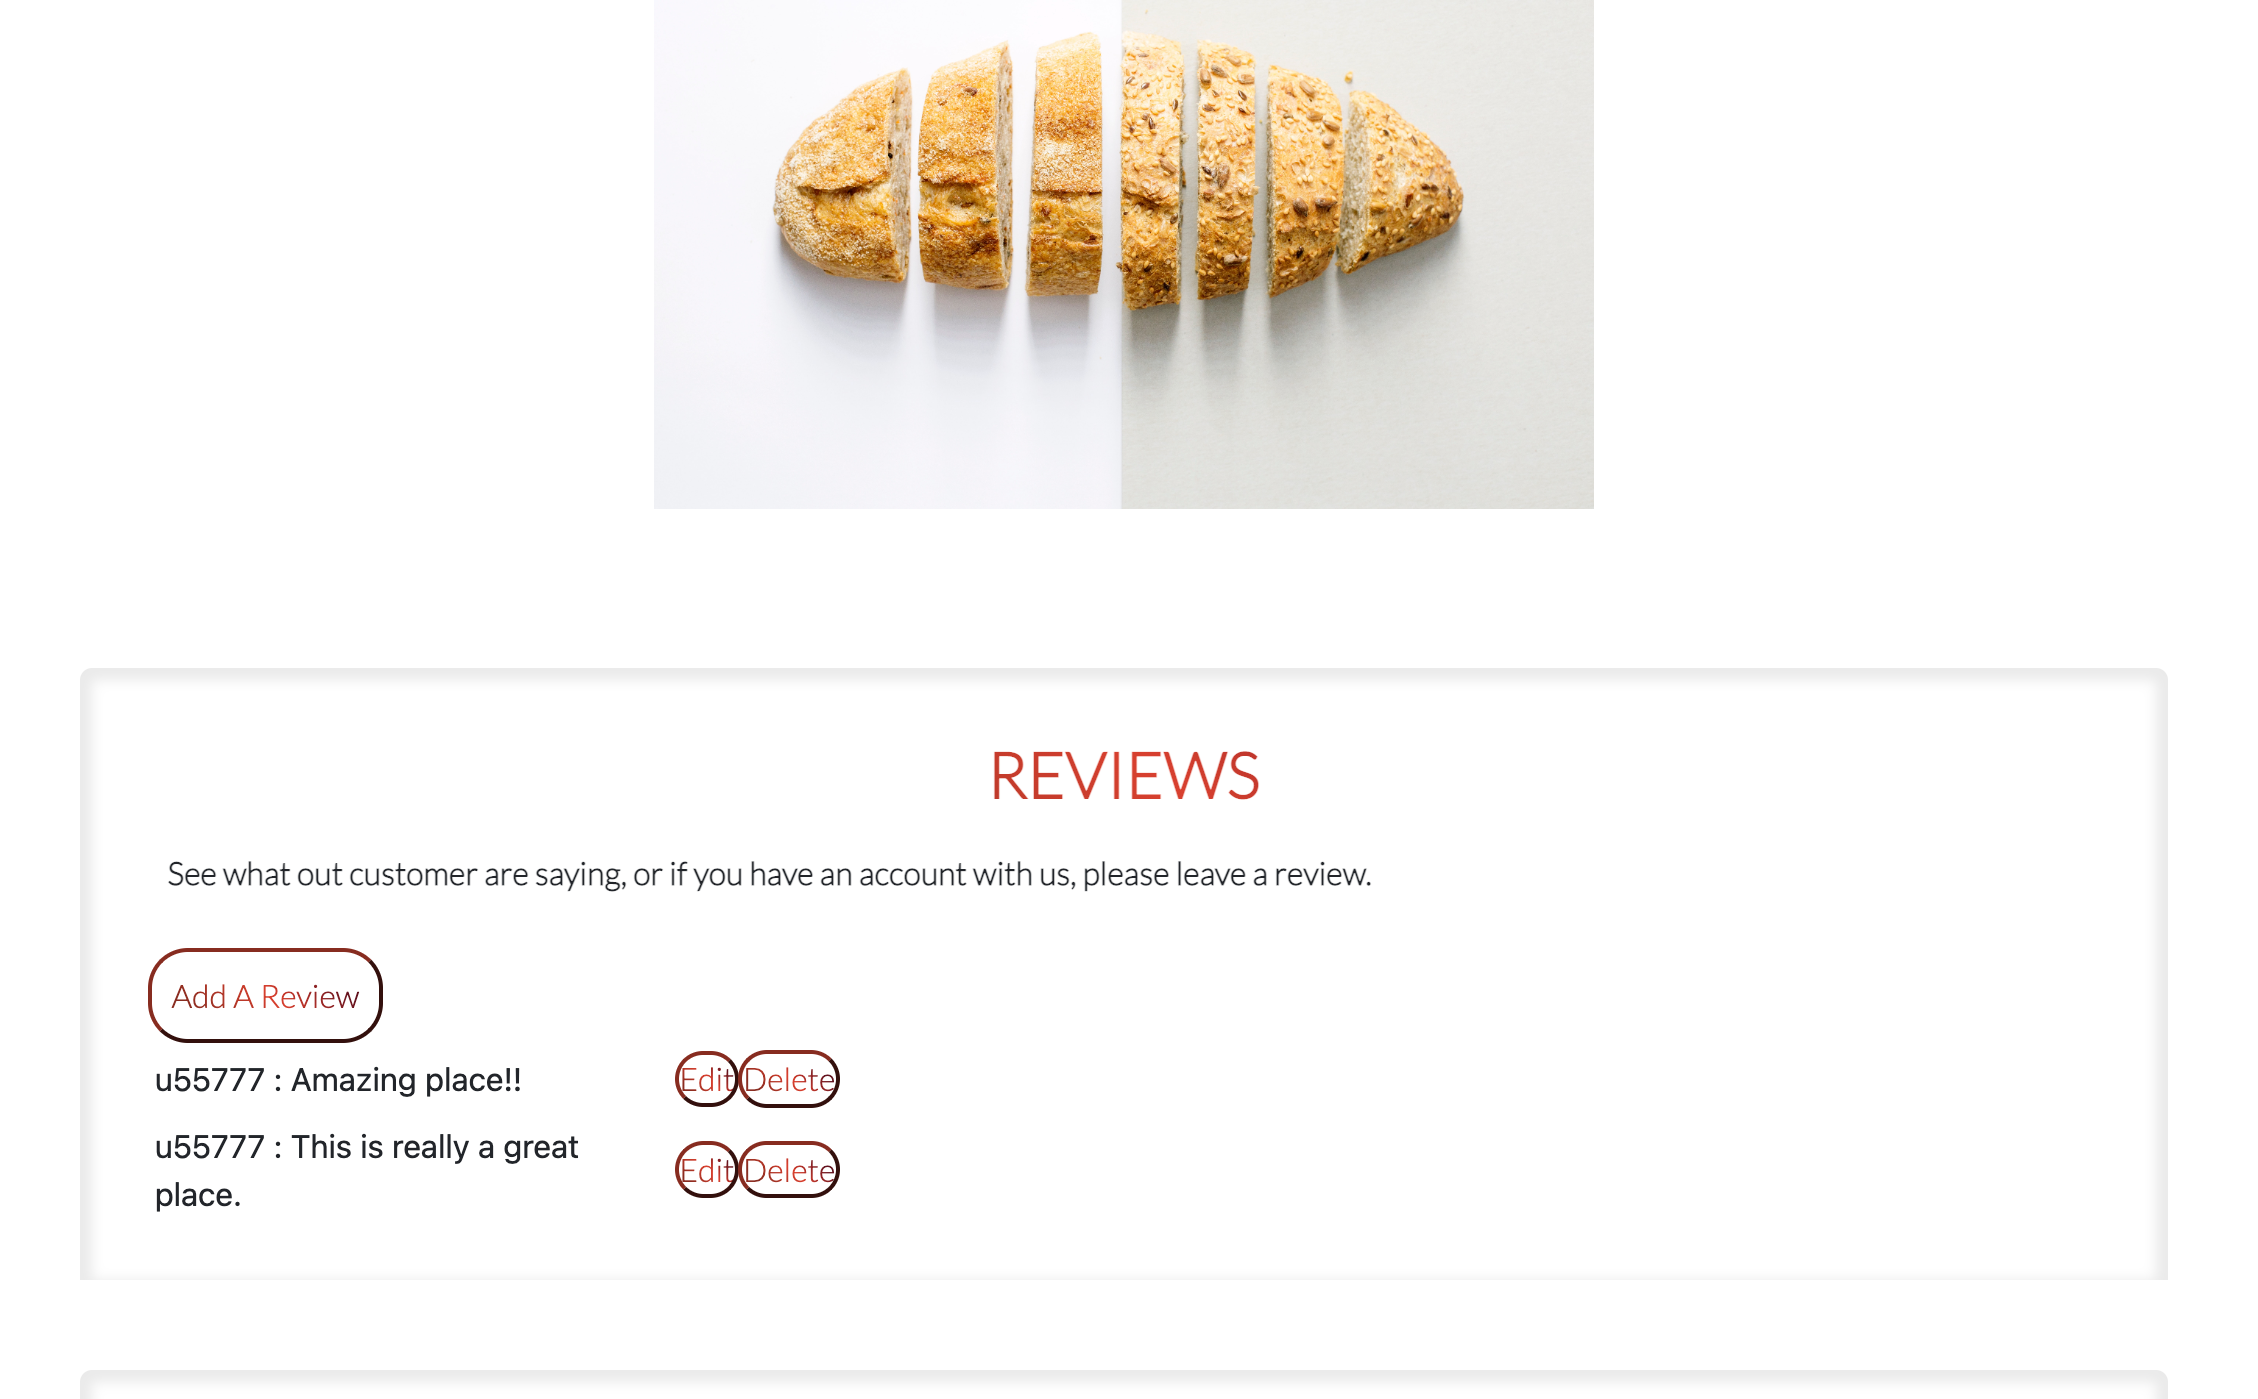 REVIEWS
See what out customer are saying, or if you have an account with us, please leave a review.
Add A Review
u55777 : Amazing place!! Edit Delete
u55777 : This is really a great
place. Edit Delete